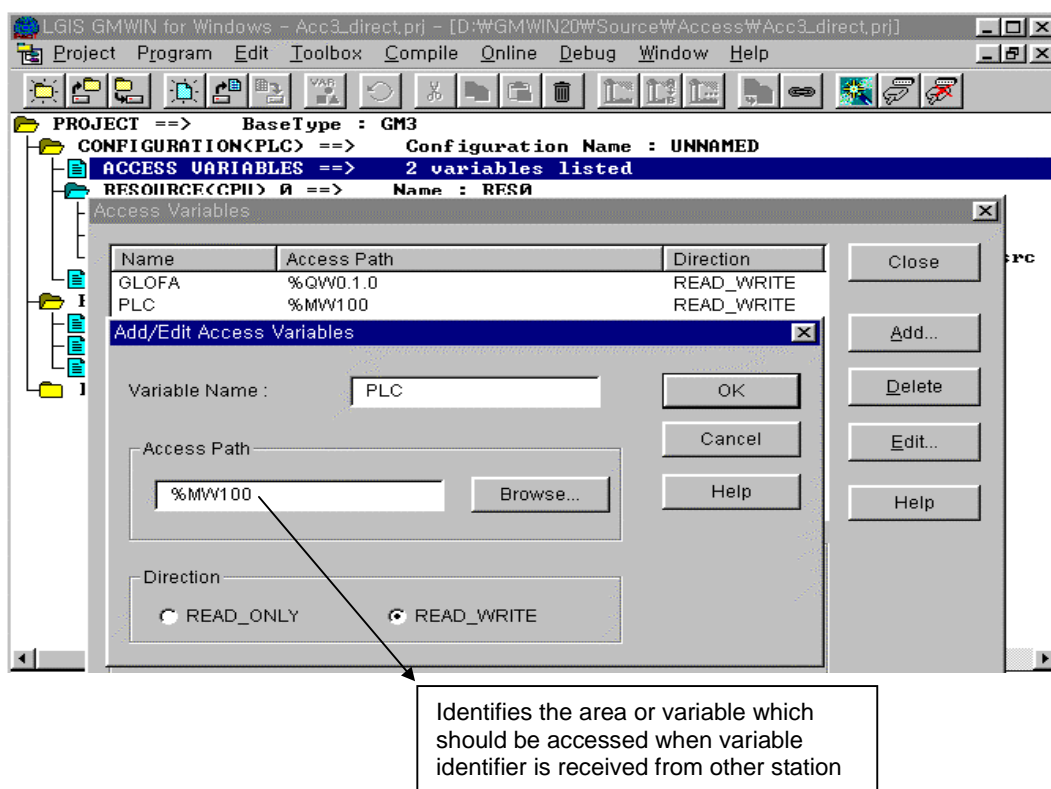 LGIS GMWIN for Windows - Acc3_direct.prj - [D:\GMWIN20\Source\Access\Acc3_direct.prj]
Project Program Edit Toolbox Compile Online Debug Window Help
PROJECT ==> BaseType : GM3
CONFIGURATION(PLC) ==> Configuration Name : UNNAMED
ACCESS VARIABLES ==> 2 variables listed
RESOURCE(CPU) 0 ==> Name : RES0
Access Variables
Name Access Path Direction
GLOFA %QW0.1.0 READ_WRITE
PLC %MW100 READ_WRITE
Close
src
Add/Edit Access Variables
Add...
Variable Name : PLC
OK
Delete
Access Path
Cancel
Edit...
%MW100
Browse...
Help
Help
Direction
READ_ONLY READ_WRITE
Identifies the area or variable which
should be accessed when variable
identifier is received from other station